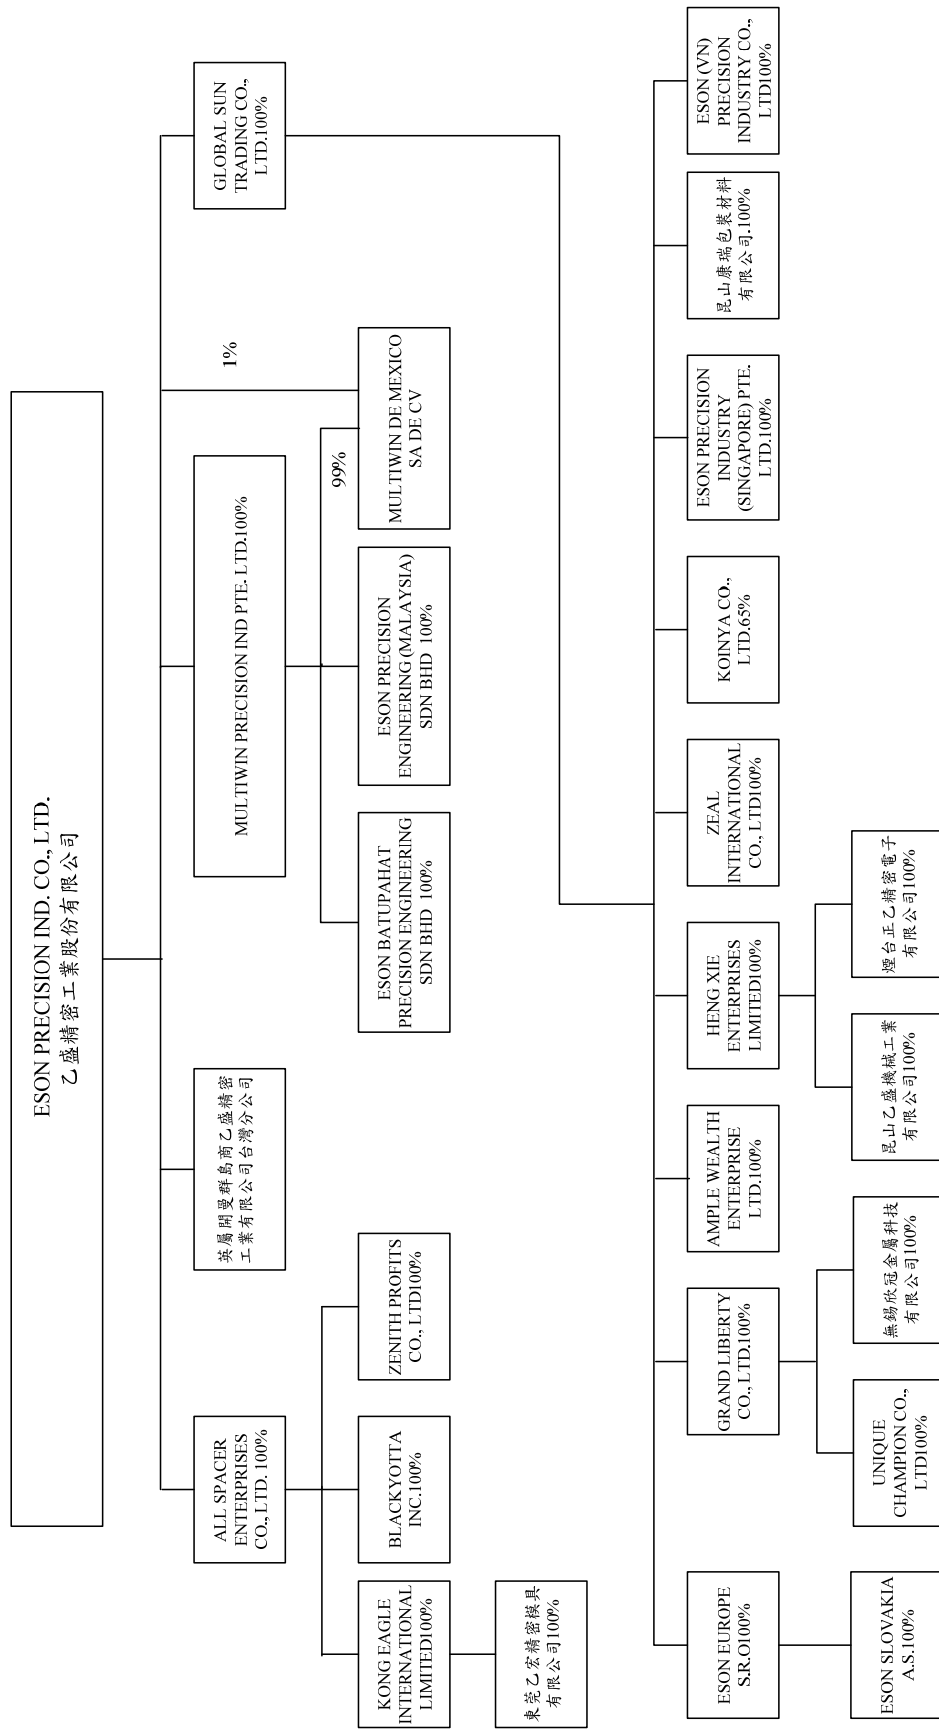 ESON PRECISION IND. CO., LTD.
乙盛精密工業股份有限公司
ALL SPACER
ENTERPRISES
CO., LTD. 100%
英屬開曼群島商乙盛精密
工業有限公司台灣分公司
MULTIWIN PRECISION IND PTE. LTD.100%
1%
GLOBAL SUN
TRADING CO.,
LTD.100%
99%
KONG EAGLE
INTERNATIONAL
LIMITED100%
BLACKYOTTA
INC.100%
ZENITH PROFITS
CO., LTD100%
ESON BATUPAHAT
PRECISION ENGINEERING
SDN BHD 100%
ESON PRECISION
ENGINEERING (MALAYSIA)
SDN BHD 100%
MULTIWIN DE MEXICO
SA DE CV
東莞乙宏精密模具
有限公司100%
ESON EUROPE
S.R.O100%
GRAND LIBERTY
CO., LTD.100%
AMPLE WEALTH
ENTERPRISE
LTD.100%
HENG XIE
ENTERPRISES
LIMITED100%
ZEAL
INTERNATIONAL
CO., LTD100%
KOINYA CO.,
LTD.65%
ESON PRECISION
INDUSTRY
(SINGAPORE) PTE.
LTD.100%
昆山康瑞包裝材料
有限公司.100%
ESON (VN)
PRECISION
INDUSTRY CO.,
LTD100%
ESON SLOVAKIA
A.S.100%
UNIQUE
CHAMPION CO.,
LTD100%
無錫欣冠金屬科技
有限公司100%
昆山乙盛機械工業
有限公司100%
煙台正乙精密電子
有限公司100%